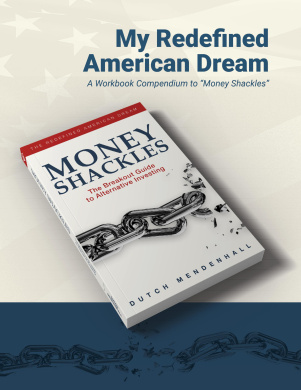 My Redefined
American Dream
A Workbook Compendium to “Money Shackles”
THE REDEFINED AMERICAN DREAM
MONEY
SHACKLES
The Breakout Guide
to Alternative Investing
DUTCH MENDENHALL